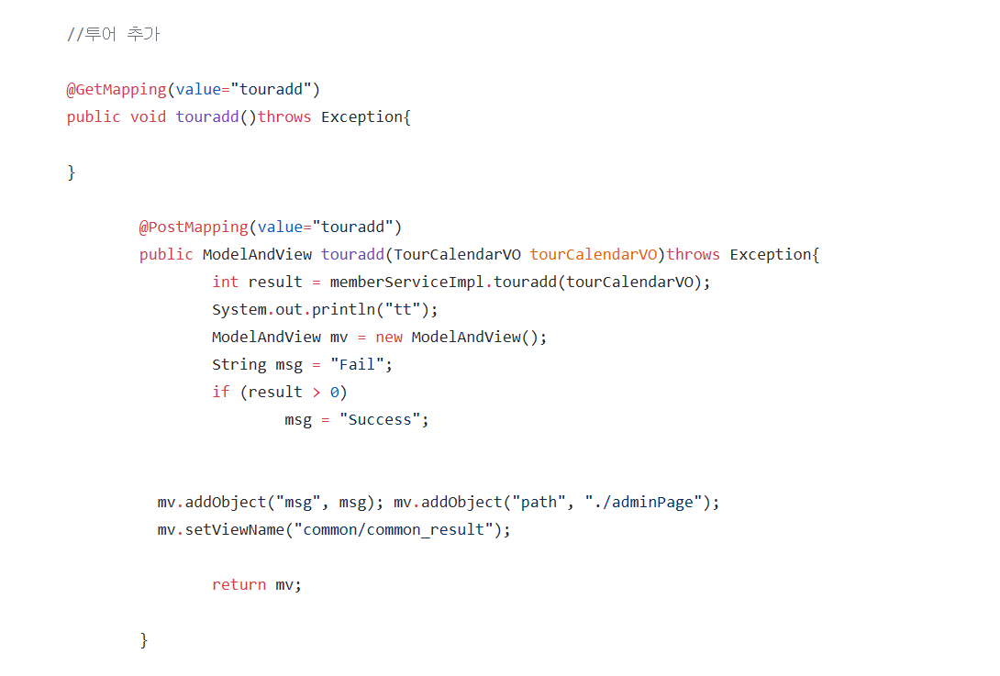 //투어 추가
@GetMapping(value="touradd")
public void touradd()throws Exception{
}
@PostMapping(value="touradd")
public ModelAndView touradd(TourCalendarVO tourCalendarVO)throws Exception{
int result = memberServiceImpl.touradd(tourCalendarVO);
System.out.println("tt");
ModelAndView mv = new ModelAndView();
String msg = "Fail";
if (result > 0)
msg = "Success";
mv.addObject("msg", msg); mv.addObject("path", "./adminPage");
mv.setViewName("common/common_result");
return mv;
}